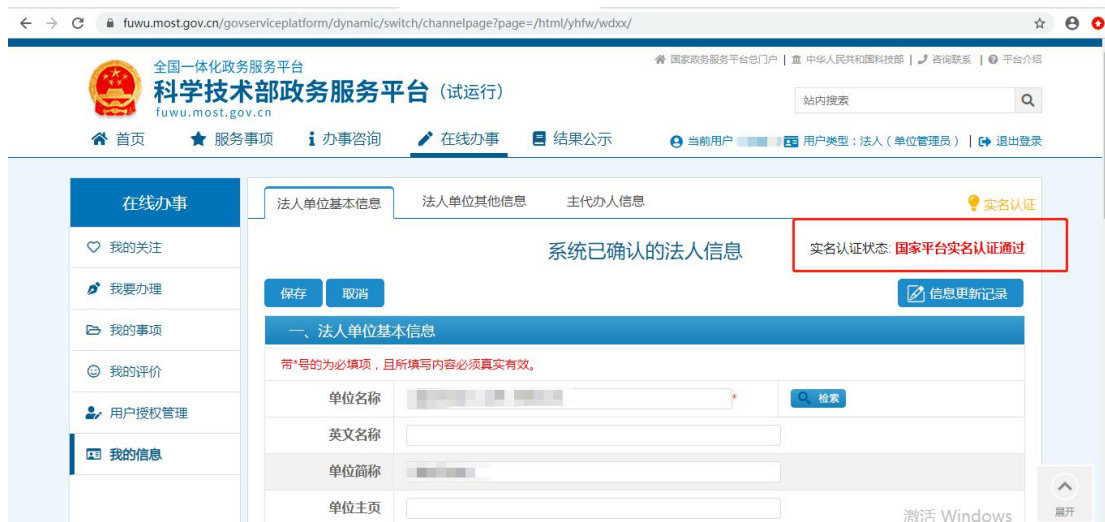 fuwu.most.gov.cn/govserviceplatform/dynamic/switch/channelpage?page=/html/yhfw/wdxx/
国家政务服务平台总门户 | 中华人民共和国科技部 | 咨询联系 | 平台介绍
全国一体化政务服务平台
科学技术部政务服务平台（试运行）
fuwu.most.gov.cn
站内搜索
首页 服务事项 办事咨询 在线办事 结果公示
当前用户 用户类型：法人（单位管理员） | 退出登录
在线办事
我的关注
我要办理
我的事项
我的评价
用户授权管理
我的信息
法人单位基本信息 法人单位其他信息 主代办人信息
实名认证
系统已确认的法人信息
实名认证状态: 国家平台实名认证通过
保存 取消 信息更新记录
一、法人单位基本信息
带*号的为必填项，且所填写内容必须真实有效。
单位名称 * 检索
英文名称
单位简称
单位主页
激活 Windows
展开